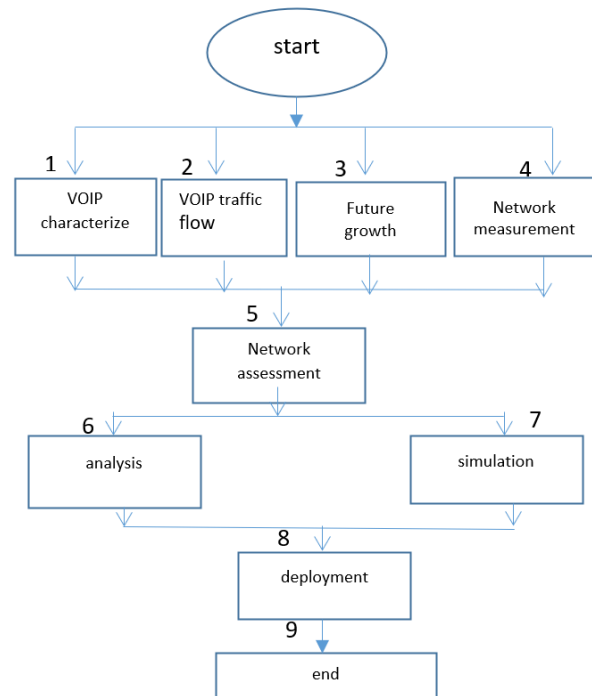 start
1
2
3
4
VOIP
characterize
VOIP traffic
flow
Future
growth
Network
measurement
5
Network
assessment
6
7
analysis
simulation
8
deployment
9
end